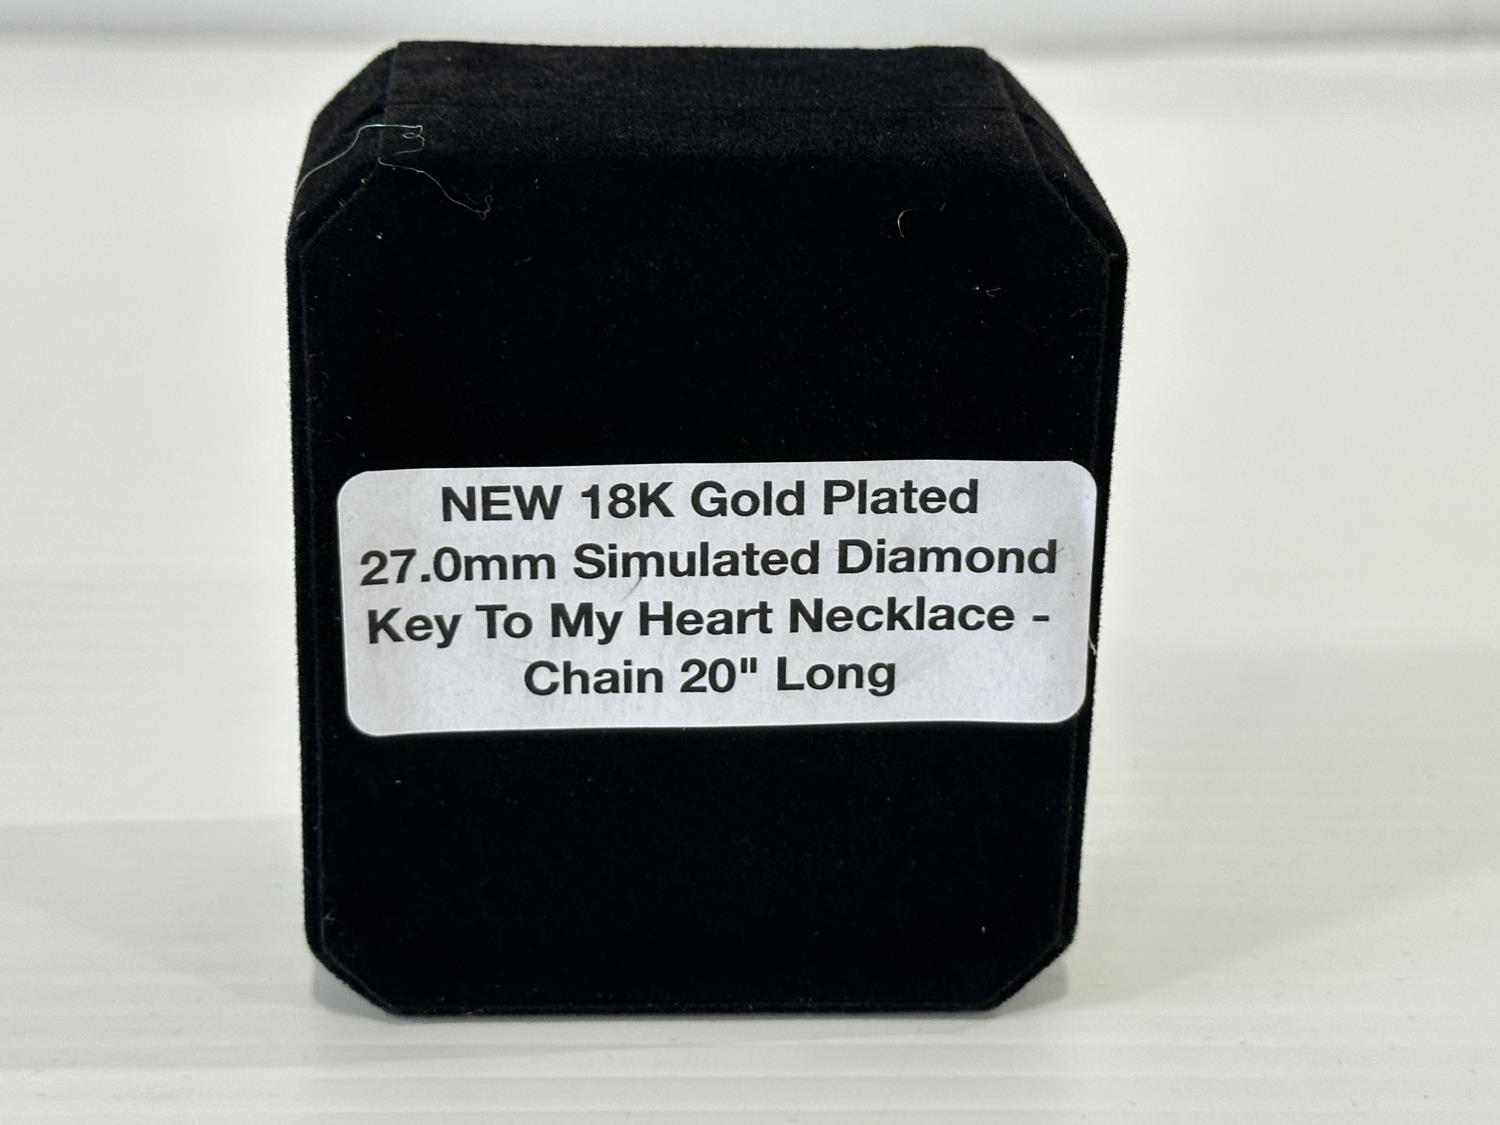 NEW 18K Gold Plated
27.0mm Simulated Diamond
Key To My Heart Necklace -
Chain 20" Long